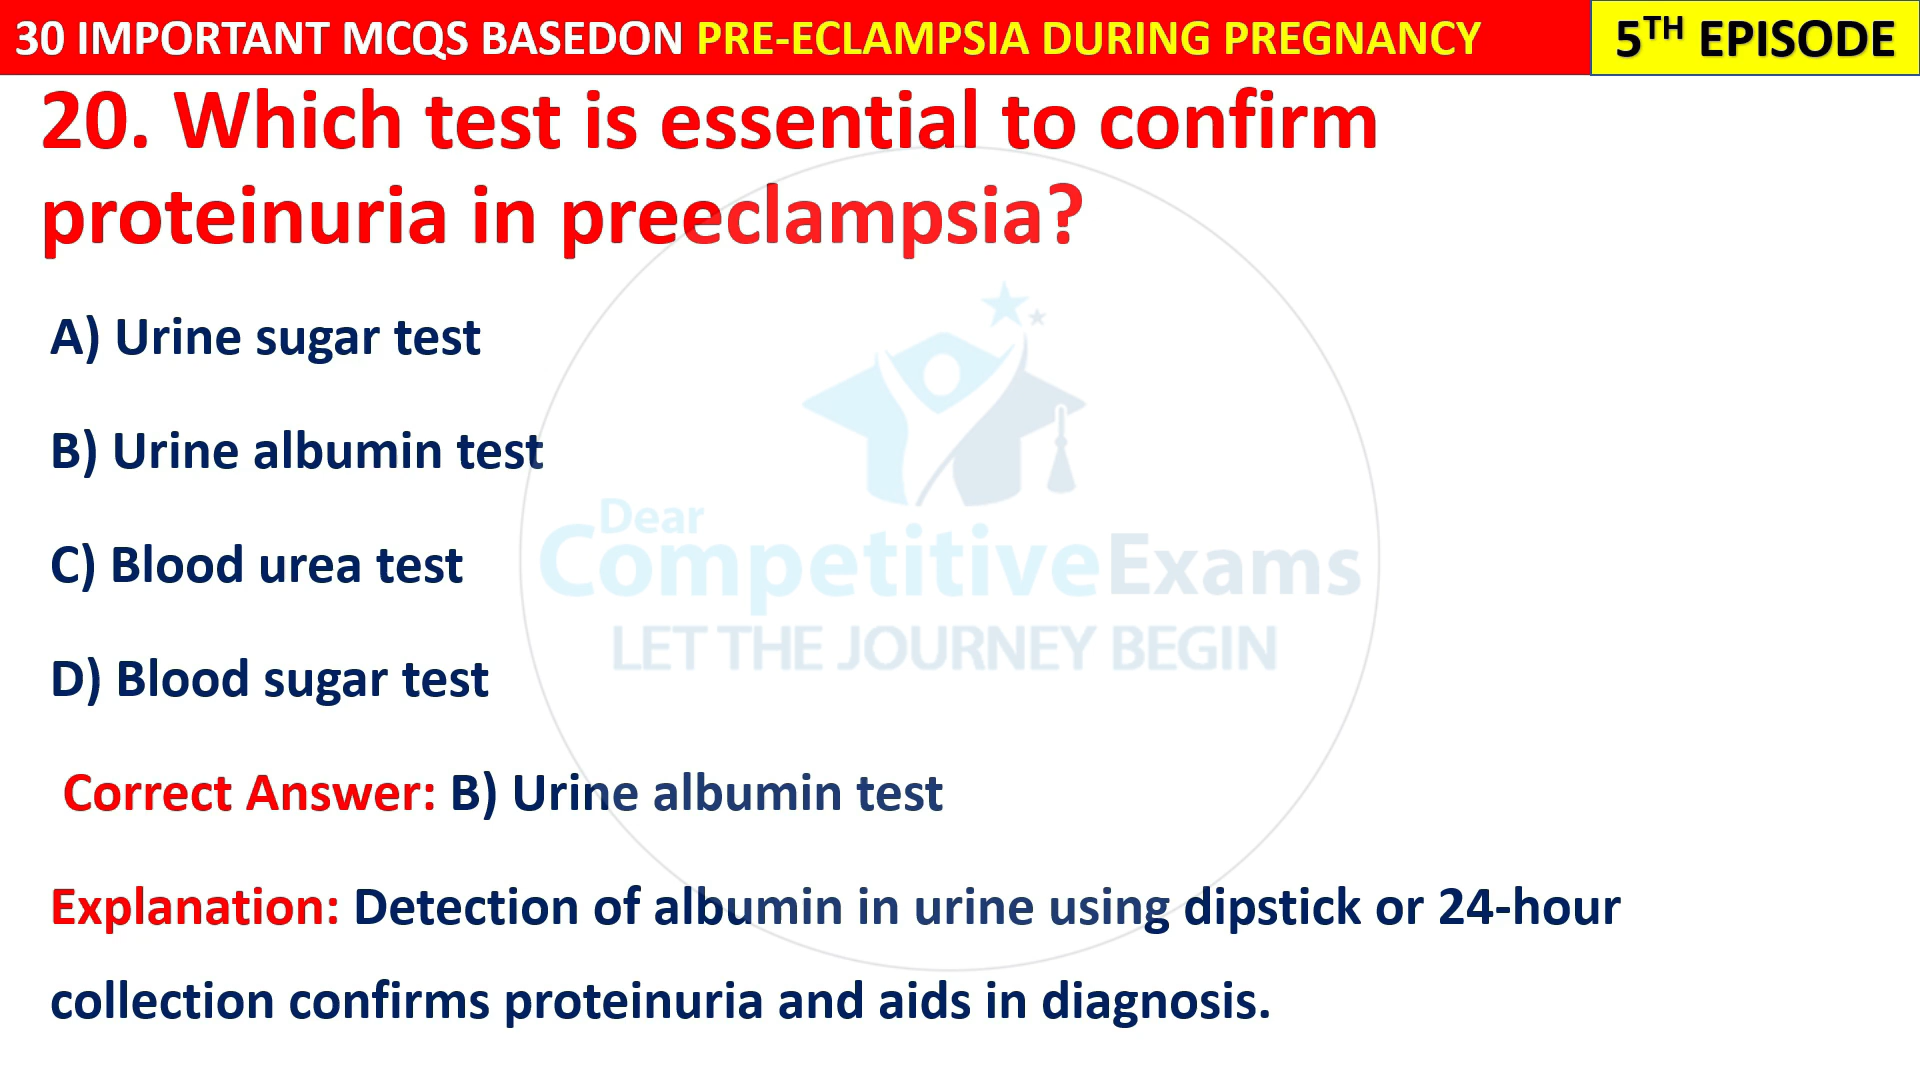 30 IMPORTANT MCQS BASEDON PRE-ECLAMPSIA DURING PREGNANCY
5TH EPISODE
20. Which test is essential to confirm
proteinuria in preeclampsia?
A) Urine sugar test
B) Urine albumin test
C) Blood urea test
D) Blood sugar test
Dear
CompetitiveExams
LET THE JOURNEY BEGIN
Correct Answer: B) Urine albumin test
Explanation: Detection of albumin in urine using dipstick or 24-hour
collection confirms proteinuria and aids in diagnosis.